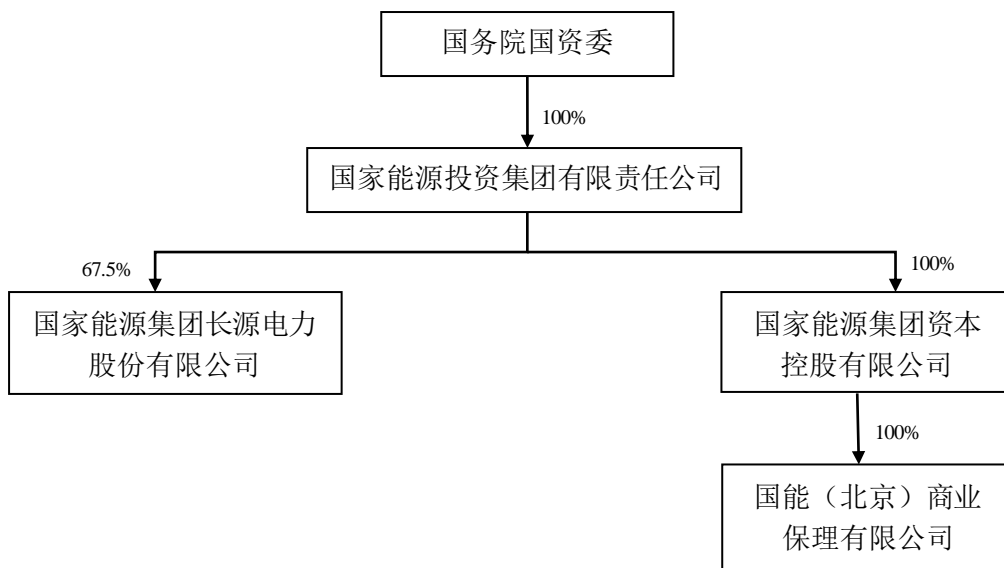 国务院国资委
100%
国家能源投资集团有限责任公司
67.5%
100%
国家能源集团长源电力
股份有限公司
国家能源集团资本
控股有限公司
100%
国能（北京）商业
保理有限公司